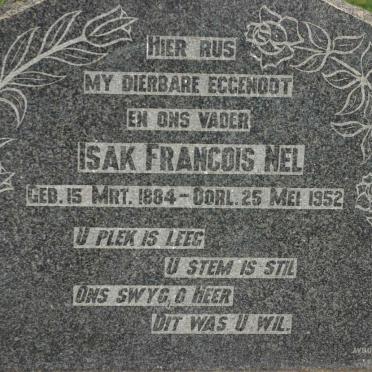 HIER RUS
MY DIERBARE EGGENOOT
EN ONS VADER
ISAK FRANCOIS NEL
GEB. 15 MRT. 1884 - OORL. 25 MEI 1952
U PLEK IS LEEG
U STEM IS STIL
ONS SWYG, O HEER
DIT WAS U WIL.